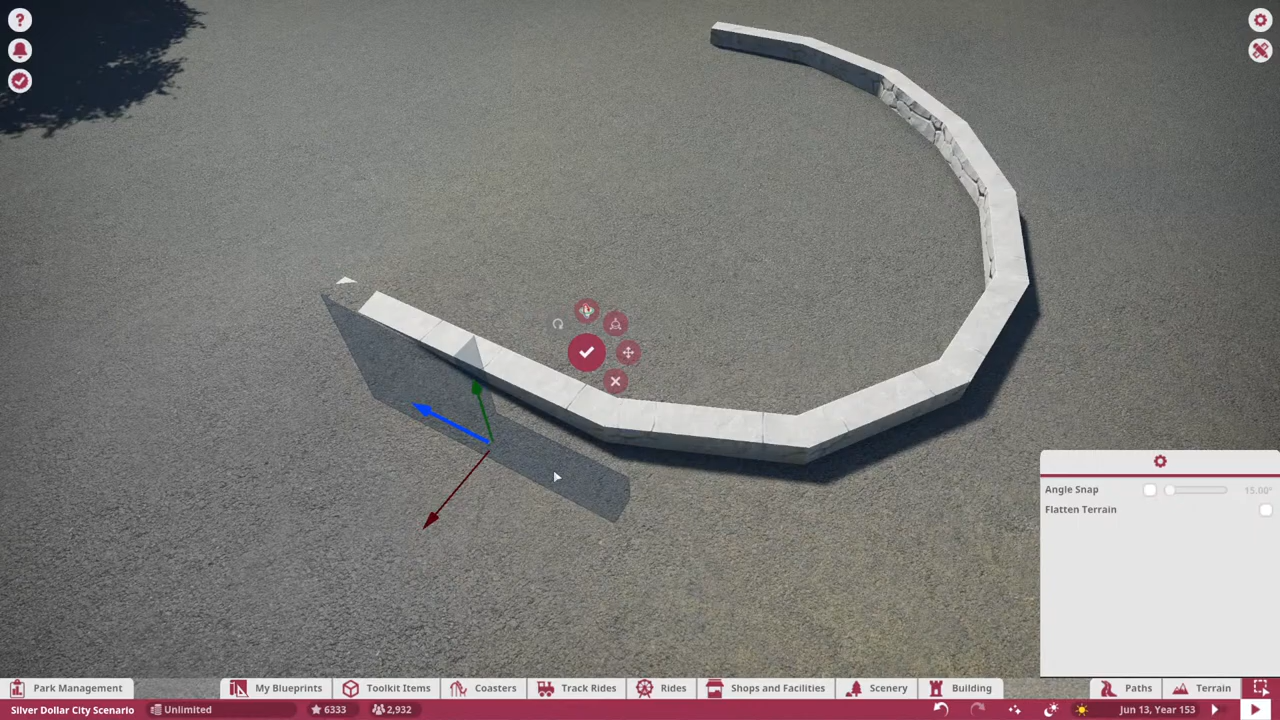 ?
Angle Snap 15.00°
Flatten Terrain
Park Management My Blueprints Toolkit Items Coasters Track Rides Rides Shops and Facilities Scenery Building Paths Terrain
Silver Dollar City Scenario Unlimited 6333 2,932 Jun 13, Year 153